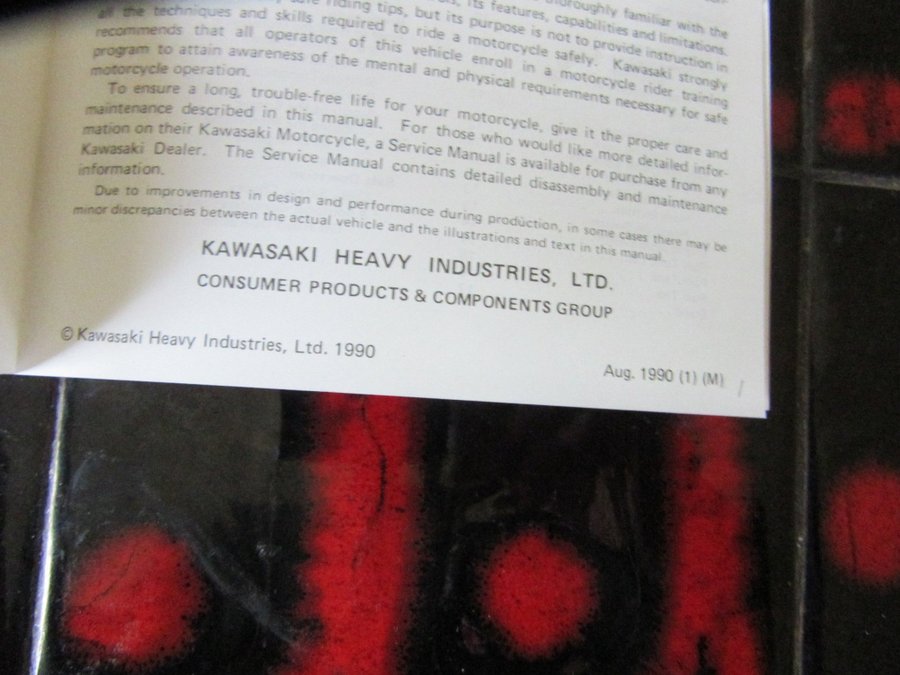 thoroughly familiar with the
riding tips, its features, capabilities and limitations.
all the techniques and skills required to ride a motorcycle safely. but its purpose is not to provide instruction in
recommends that all operators of this vehicle enroll in a motorcycle rider training Kawasaki strongly
program to attain awareness of the mental and physical requirements necessary for safe
motorcycle operation.
To ensure a long, trouble-free life for your motorcycle, give it the proper care and
maintenance described in this manual. For those who would like more detailed infor-
mation on their Kawasaki Motorcycle, a Service Manual is available for purchase from any
Kawasaki Dealer. The Service Manual contains detailed disassembly and maintenance
information.
Due to improvements in design and performance during production, in some cases there may be
minor discrepancies between the actual vehicle and the illustrations and text in this manual.
KAWASAKI HEAVY INDUSTRIES, LTD.
CONSUMER PRODUCTS & COMPONENTS GROUP
© Kawasaki Heavy Industries, Ltd. 1990
Aug. 1990 (1) (M)